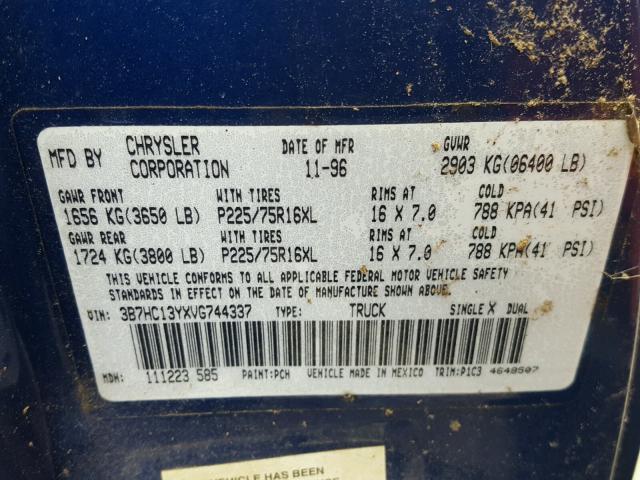 MFD BY CHRYSLER CORPORATION DATE OF MFR 11-96 GVWR 2903 KG(06400 LB)
GAWR FRONT WITH TIRES RIMS AT COLD
1656 KG(3650 LB) P225/75R16XL 16 X 7.0 788 KPA(41 PSI)
GAWR REAR WITH TIRES RIMS AT COLD
1724 KG(3800 LB) P225/75R16XL 16 X 7.0 788 KPA(41 PSI)
THIS VEHICLE CONFORMS TO ALL APPLICABLE FEDERAL MOTOR VEHICLE SAFETY
STANDARDS IN EFFECT ON THE DATE OF MANUFACTURE SHOWN ABOVE.
VIN: 3B7HC13YXVG744337 TYPE: TRUCK SINGLE X DUAL
MDH: 111223 585 PAINT:PCH VEHICLE MADE IN MEXICO TRIM:P1C3 4648507
VEHICLE HAS BEEN